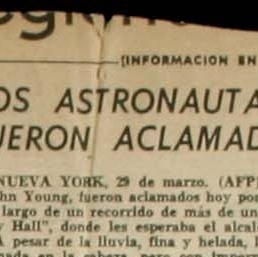 (INFORMACION EN
OS ASTRONAUTA
UERON ACLAMAD
NUEVA YORK, 29 de marzo. (AFP)
hn Young, fueron aclamados hoy por
largo de un recorrido de más de un
y Hall", donde les esperaba el alcal
A pesar de la lluvia, fina y helada, l